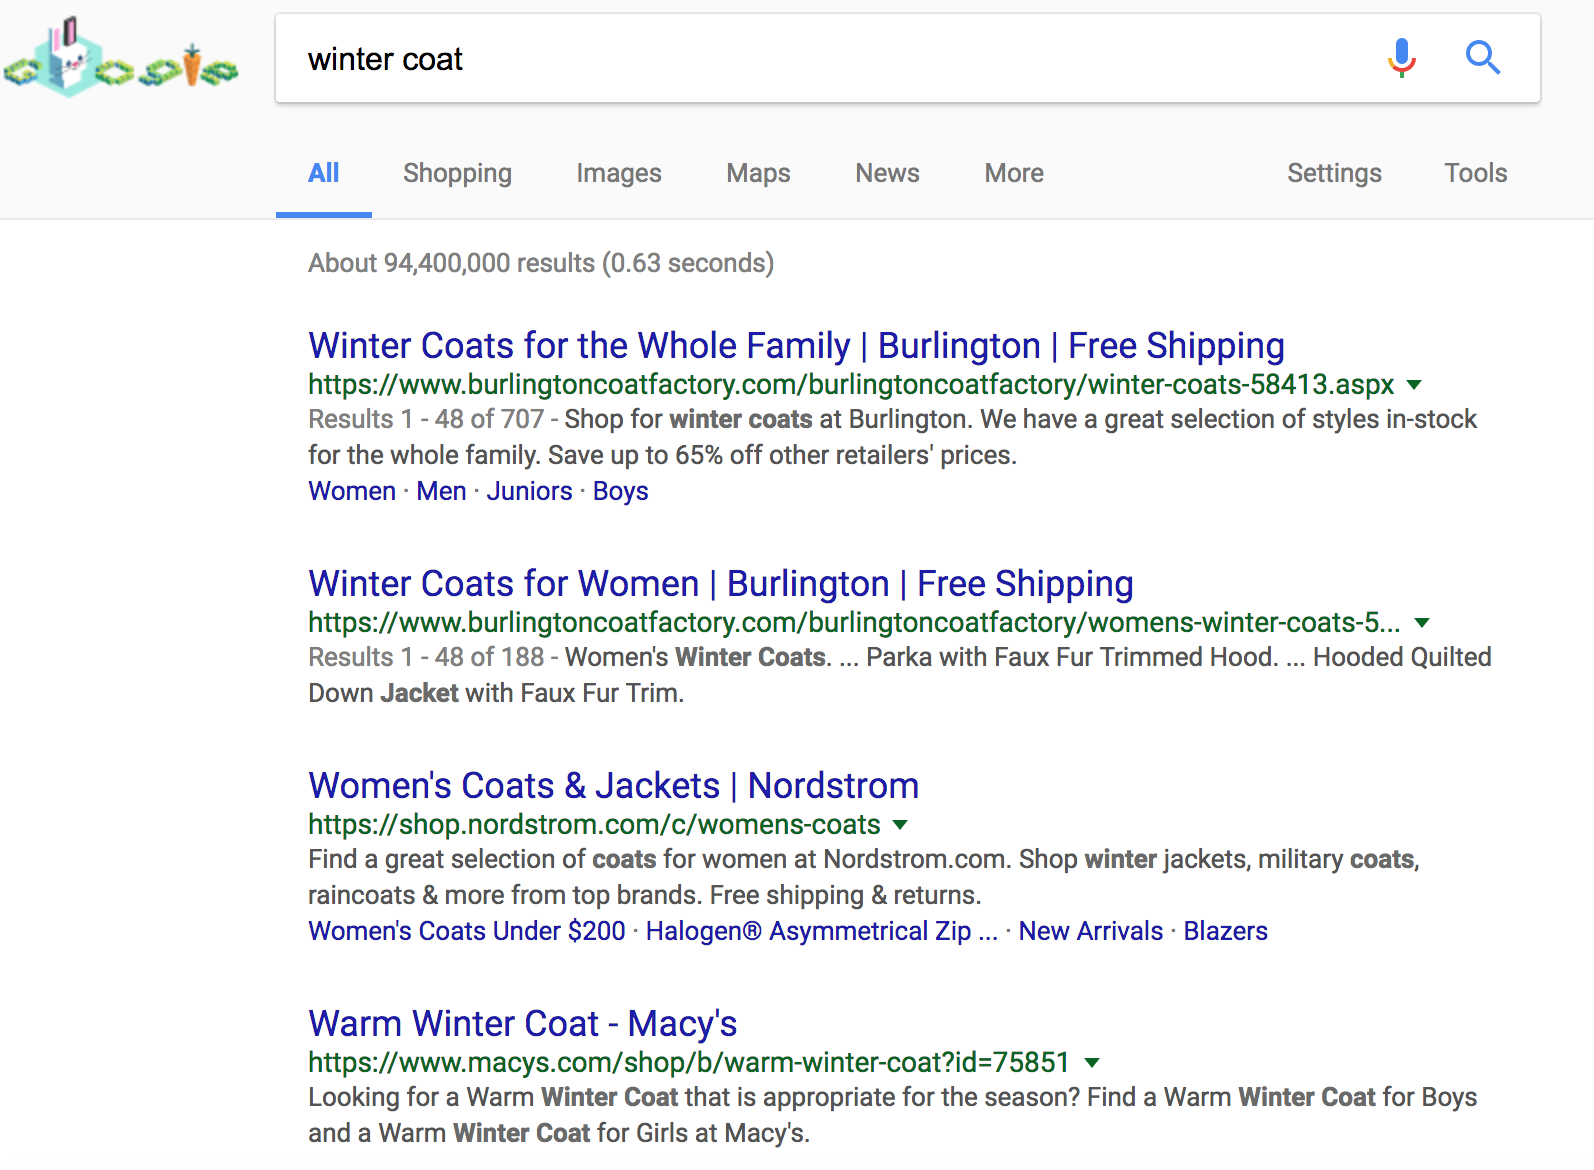 Google
winter coat
All Shopping Images Maps News More Settings Tools
About 94,400,000 results (0.63 seconds)
Winter Coats for the Whole Family | Burlington | Free Shipping
https://www.burlingtoncoatfactory.com/burlingtoncoatfactory/winter-coats-58413.aspx
Results 1 - 48 of 707 - Shop for winter coats at Burlington. We have a great selection of styles in-stock
for the whole family. Save up to 65% off other retailers' prices.
Women · Men · Juniors · Boys
Winter Coats for Women | Burlington | Free Shipping
https://www.burlingtoncoatfactory.com/burlingtoncoatfactory/womens-winter-coats-5...
Results 1 - 48 of 188 - Women's Winter Coats. ... Parka with Faux Fur Trimmed Hood. ... Hooded Quilted
Down Jacket with Faux Fur Trim.
Women's Coats & Jackets | Nordstrom
https://shop.nordstrom.com/c/womens-coats
Find a great selection of coats for women at Nordstrom.com. Shop winter jackets, military coats,
raincoats & more from top brands. Free shipping & returns.
Women's Coats Under $200 · Halogen® Asymmetrical Zip ... · New Arrivals · Blazers
Warm Winter Coat - Macy's
https://www.macys.com/shop/b/warm-winter-coat?id=75851
Looking for a Warm Winter Coat that is appropriate for the season? Find a Warm Winter Coat for Boys
and a Warm Winter Coat for Girls at Macy's.